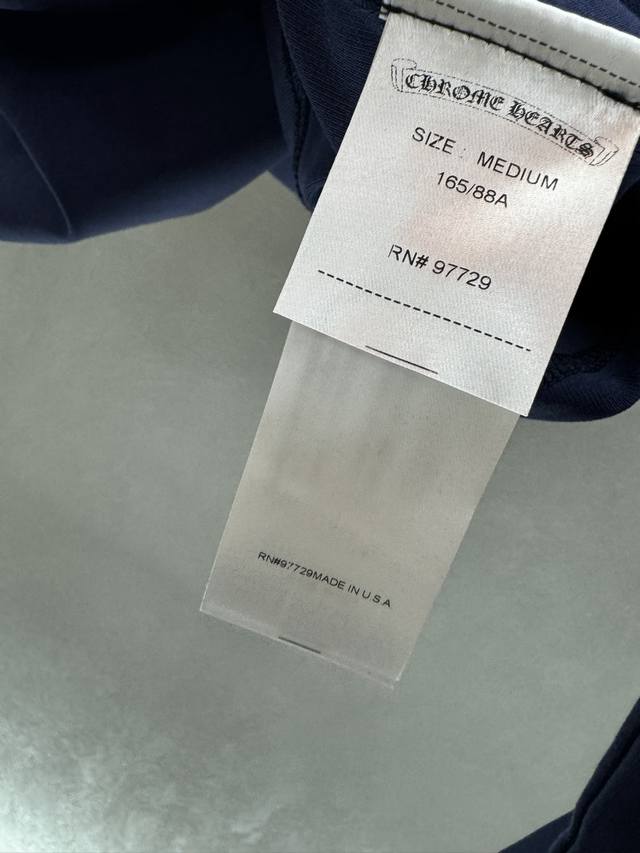 CHROME HEARTS
SIZE : MEDIUM
165/88A
RN# 97729
RN#97729MADE IN U S A